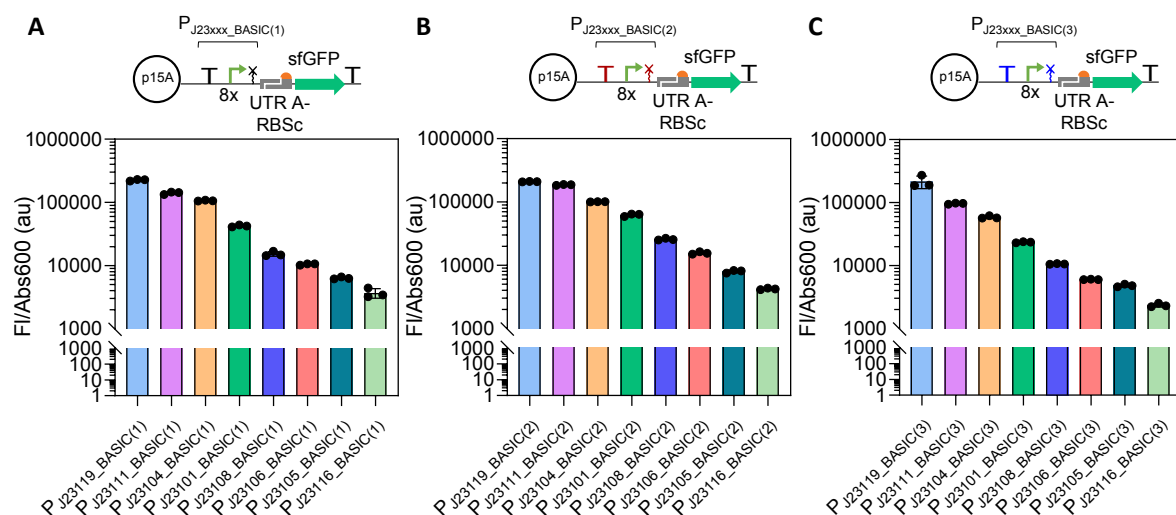 A
P J23xxx_BASIC(1)
sfGFP
p15A
T
T
8x
UTR A-
RBSc
FI/Abs600 (au)
1000000
100000
10000
1000
1000
100
10
1
P J23119_BASIC(1)
P J23111_BASIC(1)
P J23104_BASIC(1)
P J23101_BASIC(1)
P J23108_BASIC(1)
P J23106_BASIC(1)
P J23105_BASIC(1)
P J23116_BASIC(1)
B
P J23xxx_BASIC(2)
sfGFP
p15A
T
T
8x
UTR A-
RBSc
FI/Abs600 (au)
1000000
100000
10000
1000
1000
100
10
1
P J23119_BASIC(2)
P J23111_BASIC(2)
P J23104_BASIC(2)
P J23101_BASIC(2)
P J23108_BASIC(2)
P J23106_BASIC(2)
P J23105_BASIC(2)
P J23116_BASIC(2)
C
P J23xxx_BASIC(3)
sfGFP
p15A
T
T
8x
UTR A-
RBSc
FI/Abs600 (au)
1000000
100000
10000
1000
1000
100
10
1
P J23119_BASIC(3)
P J23111_BASIC(3)
P J23104_BASIC(3)
P J23101_BASIC(3)
P J23108_BASIC(3)
P J23106_BASIC(3)
P J23105_BASIC(3)
P J23116_BASIC(3)